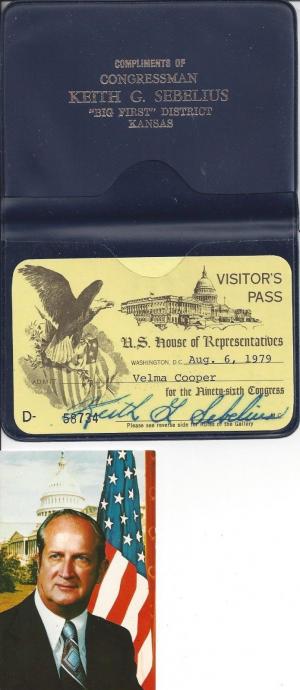 COMPLIMENTS OF
CONGRESSMAN
KEITH G. SEBELIUS
"BIG FIRST" DISTRICT
KANSAS
VISITOR'S
PASS
U.S. House of Representatives
WASHINGTON, D.C. Aug. 6, 1979
ADMIT Velma Cooper
for the Ninety-sixth Congress
D- 58734
Keith G Sebelius
Please see reverse side for Rules of the Gallery